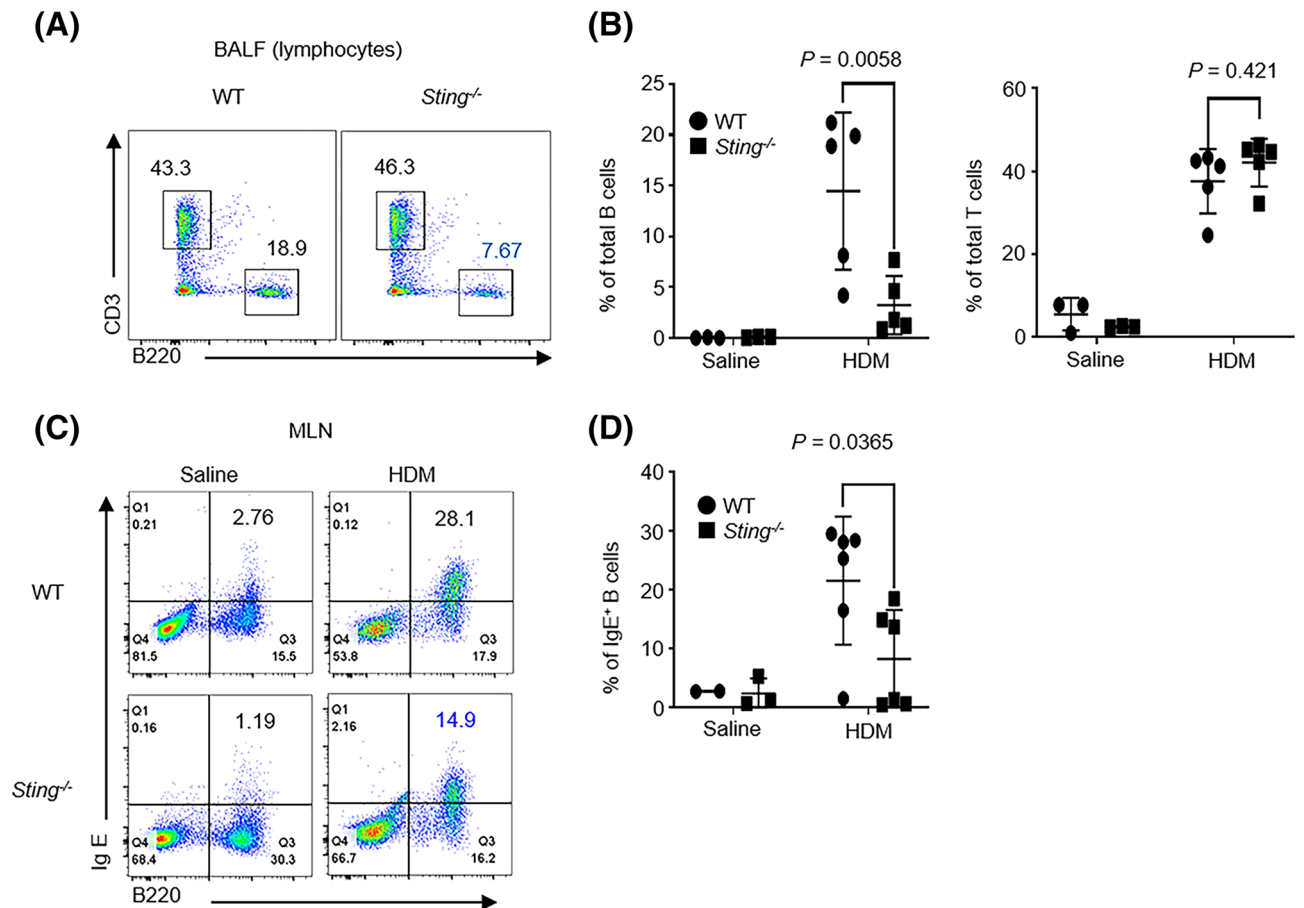 (A)
BALF (lymphocytes)
WT Sting-/-
43.3 46.3
18.9 7.67
CD3
B220
(B)
P = 0.0058
25
20
15
10
5
0
% of total B cells
WT
Sting-/-
Saline HDM
P = 0.421
60
40
20
0
% of total T cells
Saline HDM
(C)
MLN
Saline HDM
WT
Q1
0.21
2.76
Q4
81.5
Q3
15.5
Q1
0.12
28.1
Q4
53.8
Q3
17.9
Sting-/-
Q1
0.16
1.19
Q4
68.4
Q3
30.3
Q1
2.16
14.9
Q4
66.7
Q3
16.2
Ig E
B220
(D)
P = 0.0365
40
30
20
10
0
% of IgE+ B cells
WT
Sting-/-
Saline HDM